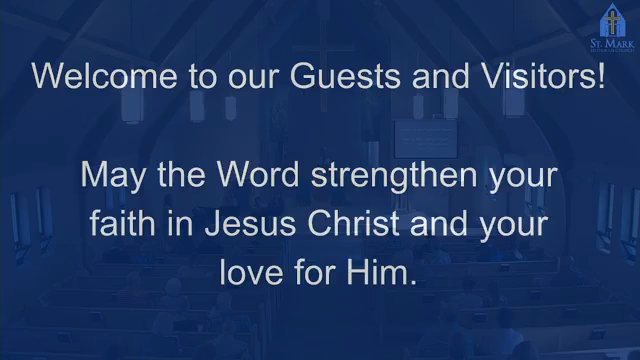 St. Mark
Welcome to our Guests and Visitors!
May the Word strengthen your
faith in Jesus Christ and your
love for Him.